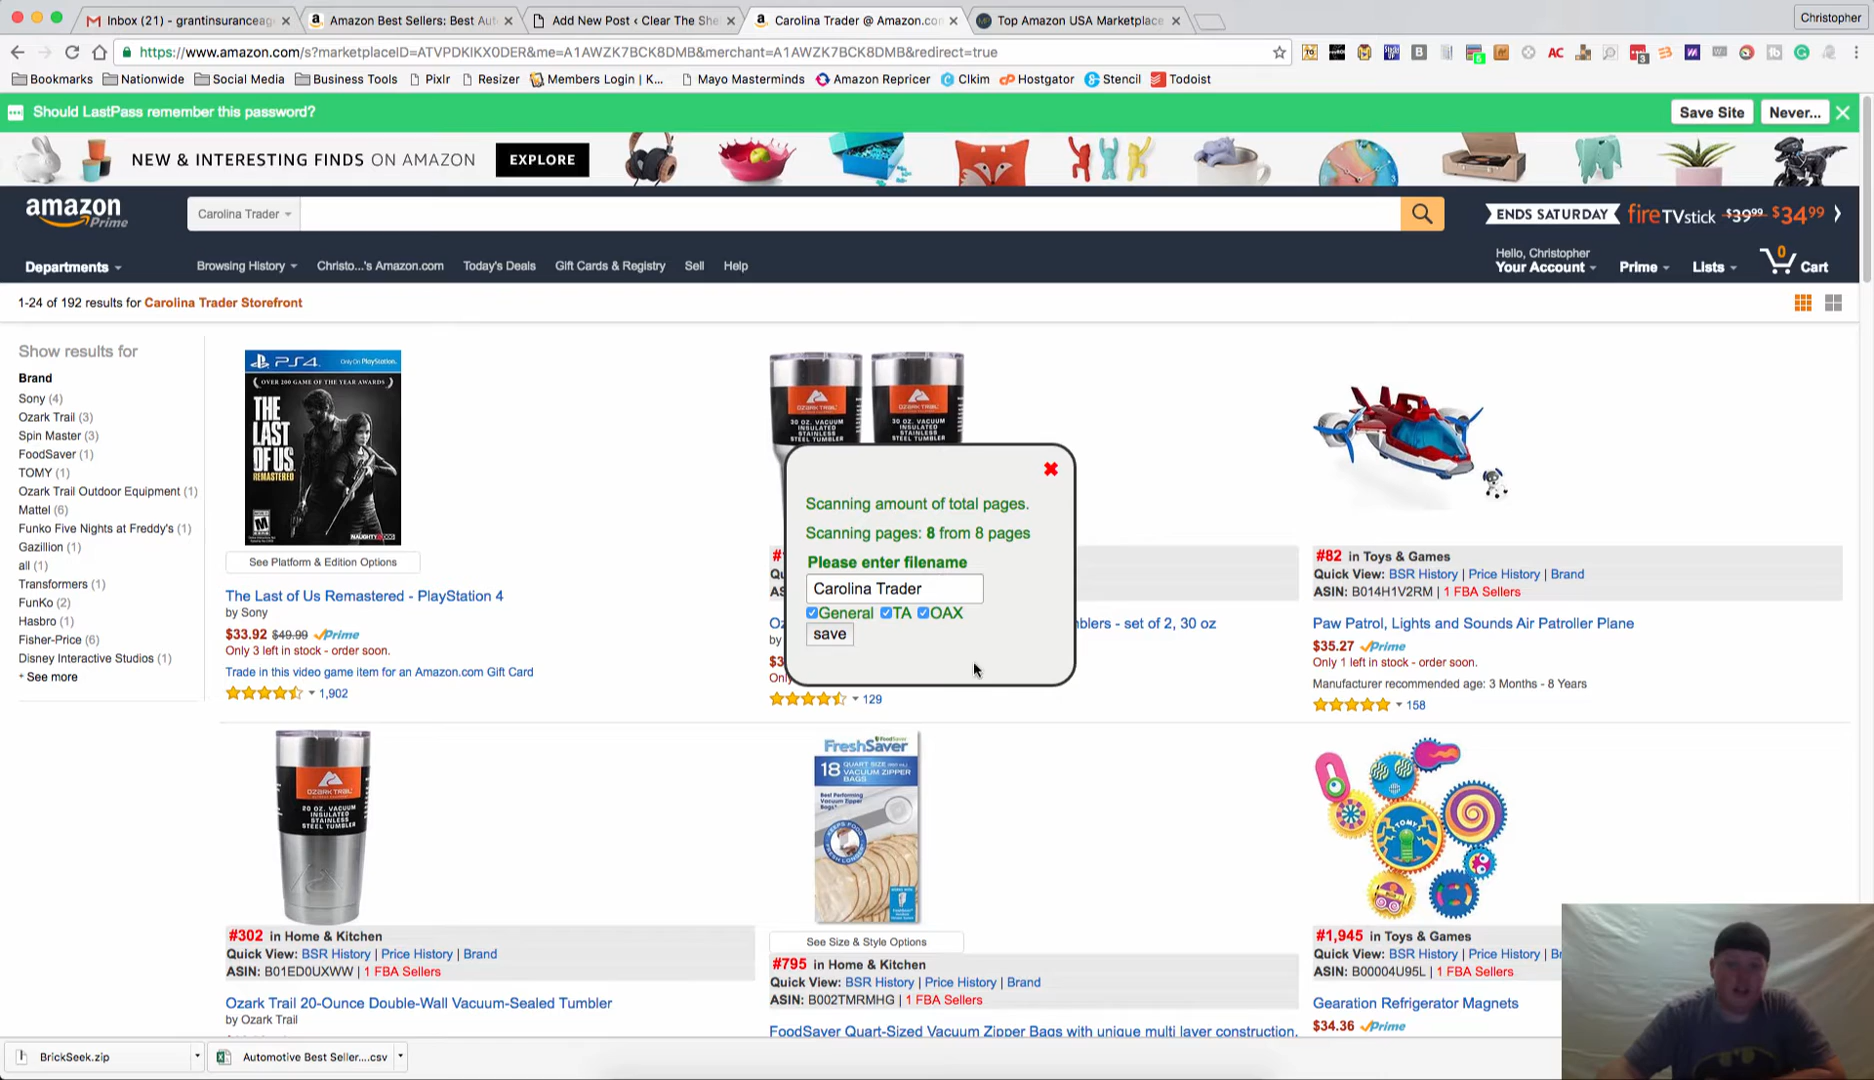 Inbox (21) - grantinsuranceage
Amazon Best Sellers: Best Aut
Add New Post ‹ Clear The She
Carolina Trader @ Amazon.com
Top Amazon USA Marketplace
Christopher
https://www.amazon.com/s?marketplaceID=ATVPDKIKX0DER&me=A1AWZK7BCK8DMB&merchant=A1AWZK7BCK8DMB&redirect=true
Bookmarks Nationwide Social Media Business Tools Pixlr Resizer Members Login | K... Mayo Masterminds Amazon Repricer Clkim Hostgator Stencil Todoist
Should LastPass remember this password?
Save Site Never...
NEW & INTERESTING FINDS ON AMAZON EXPLORE
amazon Prime
Carolina Trader
ENDS SATURDAY fireTVstick $39.99 $34.99
Departments
Browsing History Christo...'s Amazon.com Today's Deals Gift Cards & Registry Sell Help
Hello, Christopher
Your Account Prime Lists 0 Cart
1-24 of 192 results for Carolina Trader Storefront
Show results for
Brand
Sony (4)
Ozark Trail (3)
Spin Master (3)
FoodSaver (1)
TOMY (1)
Ozark Trail Outdoor Equipment (1)
Mattel (6)
Funko Five Nights at Freddy's (1)
Gazillion (1)
all (1)
Transformers (1)
FunKo (2)
Hasbro (1)
Fisher-Price (6)
Disney Interactive Studios (1)
+ See more
PS4 Only On PlayStation.
OVER 200 GAME OF THE YEAR AWARDS
THE
LAST
OF US
REMASTERED
M
NAUGHTY DOG
See Platform & Edition Options
The Last of Us Remastered - PlayStation 4
by Sony
$33.92 $49.99 Prime
Only 3 left in stock - order soon.
Trade in this video game item for an Amazon.com Gift Card
1,902
OZARK TRAIL
30 OZ. VACUUM
INSULATED
STAINLESS
STEEL TUMBLER
OZARK TRAIL
30 OZ. VACUUM
INSULATED
STAINLESS
STEEL TUMBLER
Scanning amount of total pages.
Scanning pages: 8 from 8 pages
Please enter filename
Carolina Trader
General TA OAX
save
Qu
1 FBA Sellers
Oz
blers - set of 2, 30 oz
by
$3
Only
129
#82 in Toys & Games
Quick View: BSR History | Price History | Brand
ASIN: B014H1V2RM | 1 FBA Sellers
Paw Patrol, Lights and Sounds Air Patroller Plane
$35.27 Prime
Only 1 left in stock - order soon.
Manufacturer recommended age: 3 Months - 8 Years
158
OZARK TRAIL
20 OZ. VACUUM
INSULATED
STAINLESS
STEEL TUMBLER
#302 in Home & Kitchen
Quick View: BSR History | Price History | Brand
ASIN: B01ED0UXWW | 1 FBA Sellers
Ozark Trail 20-Ounce Double-Wall Vacuum-Sealed Tumbler
by Ozark Trail
FoodSaver
FRESHSAVER
18 QUART SIZE
VACUUM ZIPPER
BAGS
See Size & Style Options
#795 in Home & Kitchen
Quick View: BSR History | Price History | Brand
ASIN: B002TMRMHG | 1 FBA Sellers
FoodSaver Quart-Sized Vacuum Zipper Bags with unique multi layer construction,
TOMY
#1,945 in Toys & Games
Quick View: BSR History | Price History | Br
ASIN: B00004U95L | 1 FBA Sellers
Gearation Refrigerator Magnets
$34.36 Prime
BrickSeek.zip
Automotive Best Seller....csv